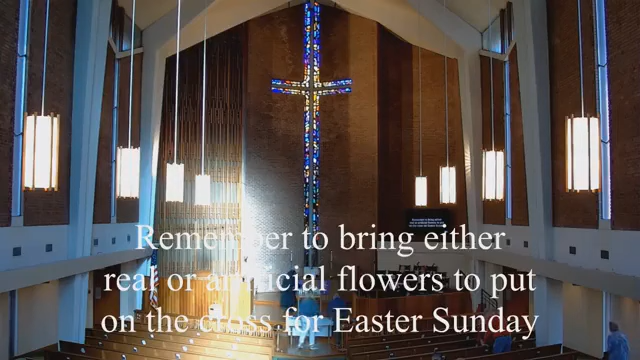 Remember to bring either
real or artificial flowers to put
on the cross for Easter Sunday